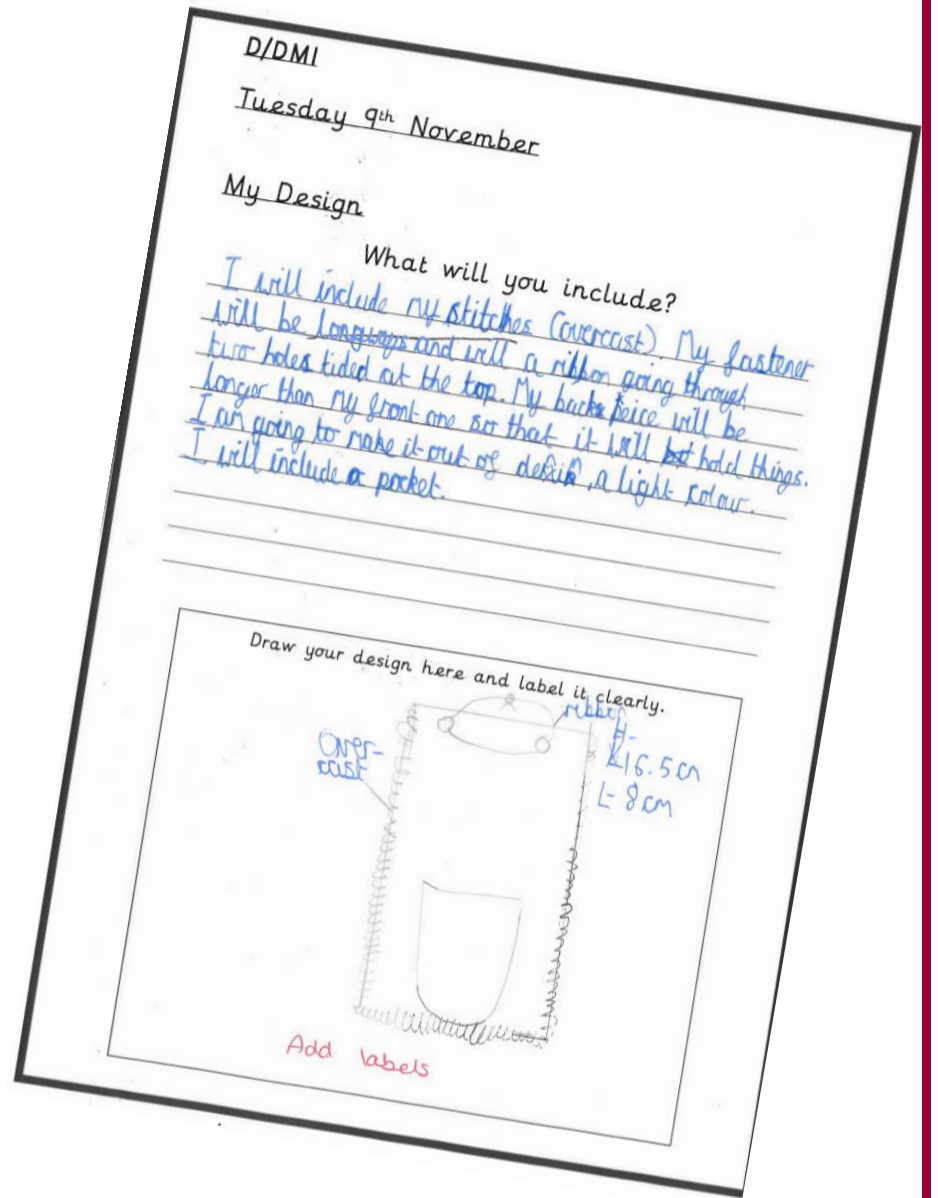 D/DMI
Tuesday 9th November
My Design
What will you include?
I will include my stitches (overcast). My fastener
will be longways and will a ribbon going through
two holes tided at the top. My back peice will be
longer than my front one so that it will hold things.
I am going to make it out of , a light colour.
I will include a pocket.
Draw your design here and label it clearly.
ribbon
Over-
cast
H-
16.5cm
L- 8cm
Add labels